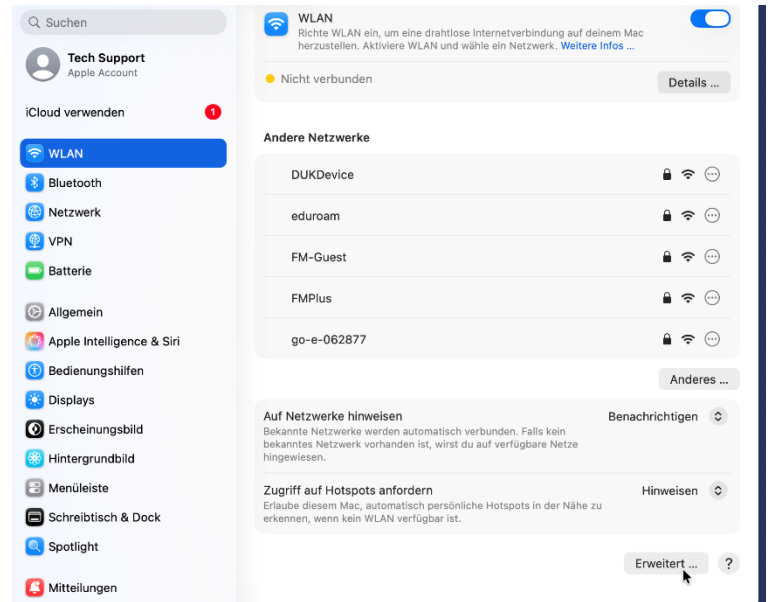 Suchen
Tech Support
Apple Account
iCloud verwenden 1
WLAN
Bluetooth
Netzwerk
VPN
Batterie
Allgemein
Apple Intelligence & Siri
Bedienungshilfen
Displays
Erscheinungsbild
Hintergrundbild
Menüleiste
Schreibtisch & Dock
Spotlight
Mitteilungen
WLAN
Richte WLAN ein, um eine drahtlose Internetverbindung auf deinem Mac
herzustellen. Aktiviere WLAN und wähle ein Netzwerk. Weitere Infos ...
Nicht verbunden
Details ...
Andere Netzwerke
DUKDevice
eduroam
FM-Guest
FMPlus
go-e-062877
Anderes ...
Auf Netzwerke hinweisen Benachrichtigen
Bekannte Netzwerke werden automatisch verbunden. Falls kein
bekanntes Netzwerk vorhanden ist, wirst du auf verfügbare Netze
hingewiesen.
Zugriff auf Hotspots anfordern Hinweisen
Erlaube diesem Mac, automatisch persönliche Hotspots in der Nähe zu
erkennen, wenn kein WLAN verfügbar ist.
Erweitert ... ?